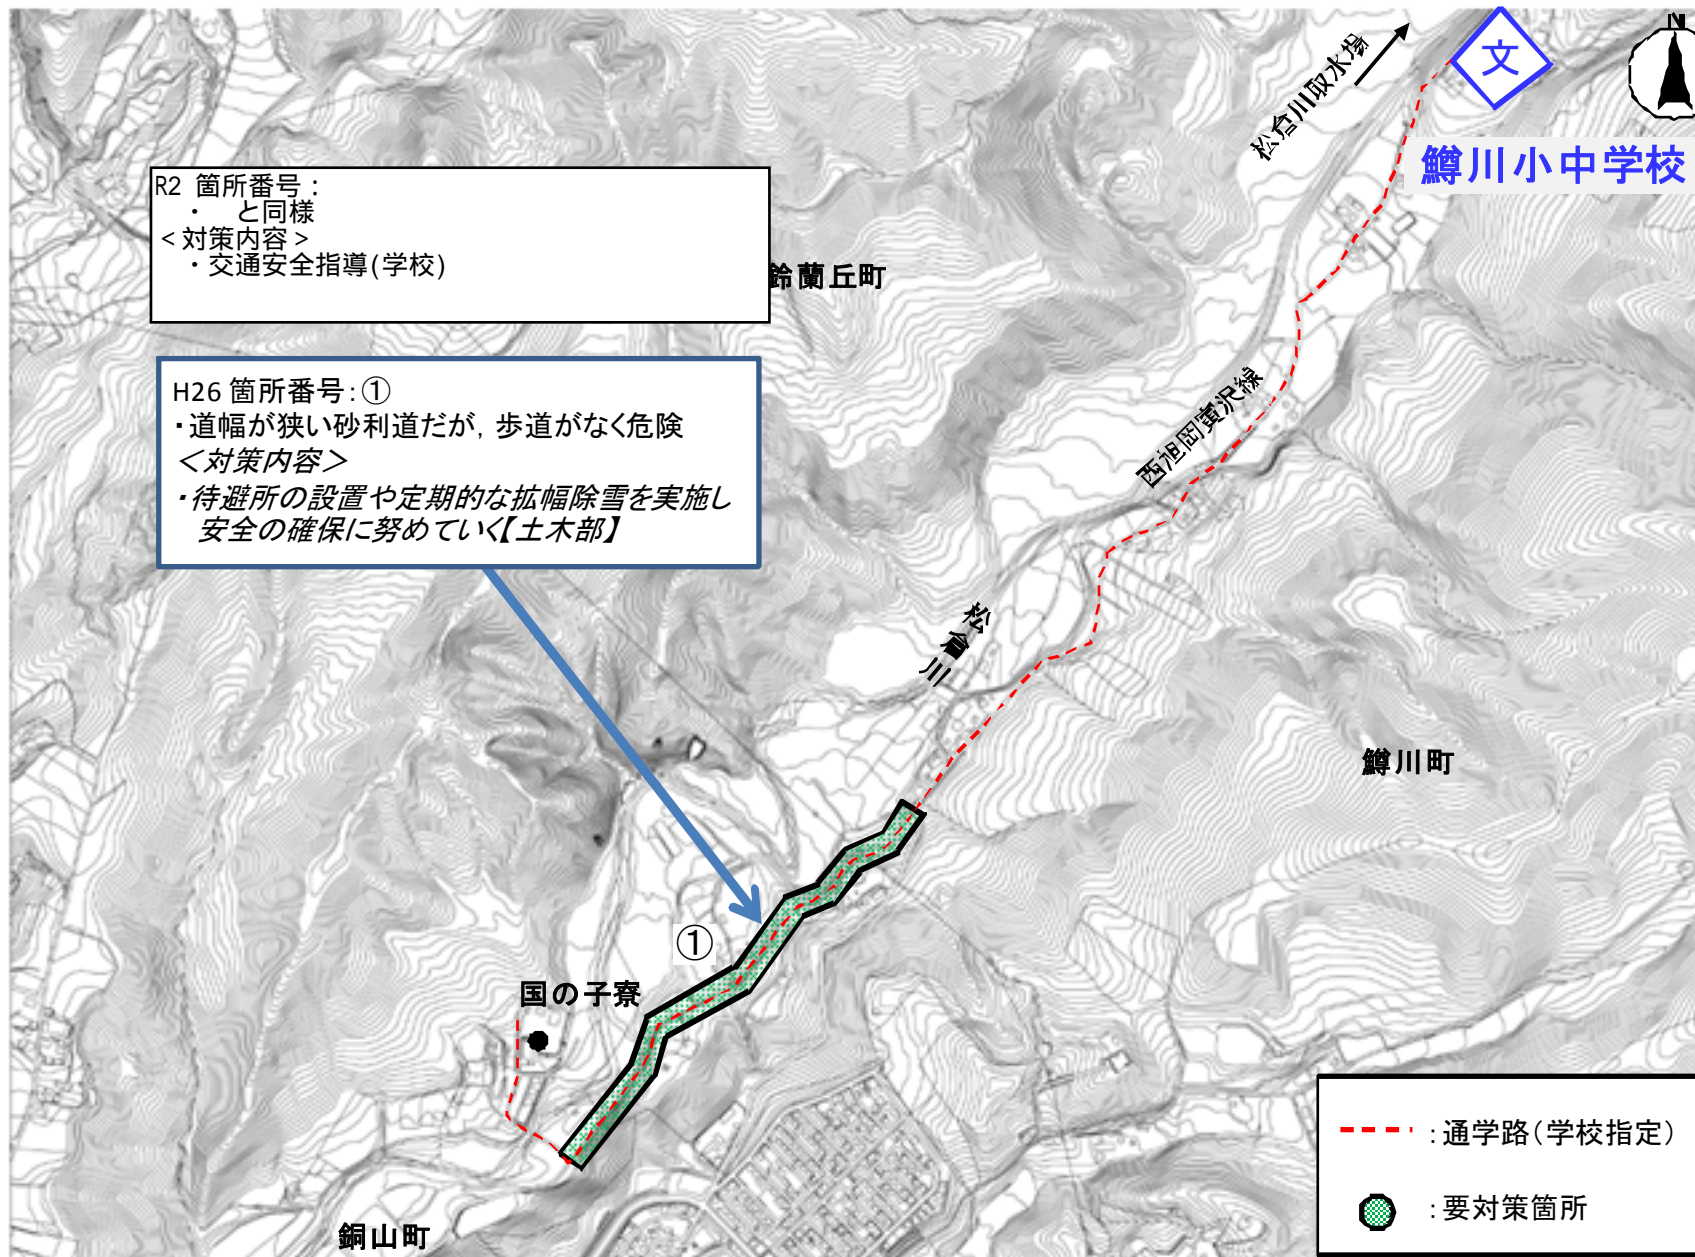 文
N
松倉川取水場
鱒川小中学校
R2 箇所番号:
・ と同様
<対策内容>
・交通安全指導(学校)
鈴蘭丘町
H26 箇所番号:①
・道幅が狭い砂利道だが, 歩道がなく危険
<対策内容>
・待避所の設置や定期的な拡幅除雪を実施し
安全の確保に努めていく【土木部】
西旭岡寅沢線
松倉川
鱒川町
①
国の子寮
銅山町
:通学路(学校指定)
:要対策箇所